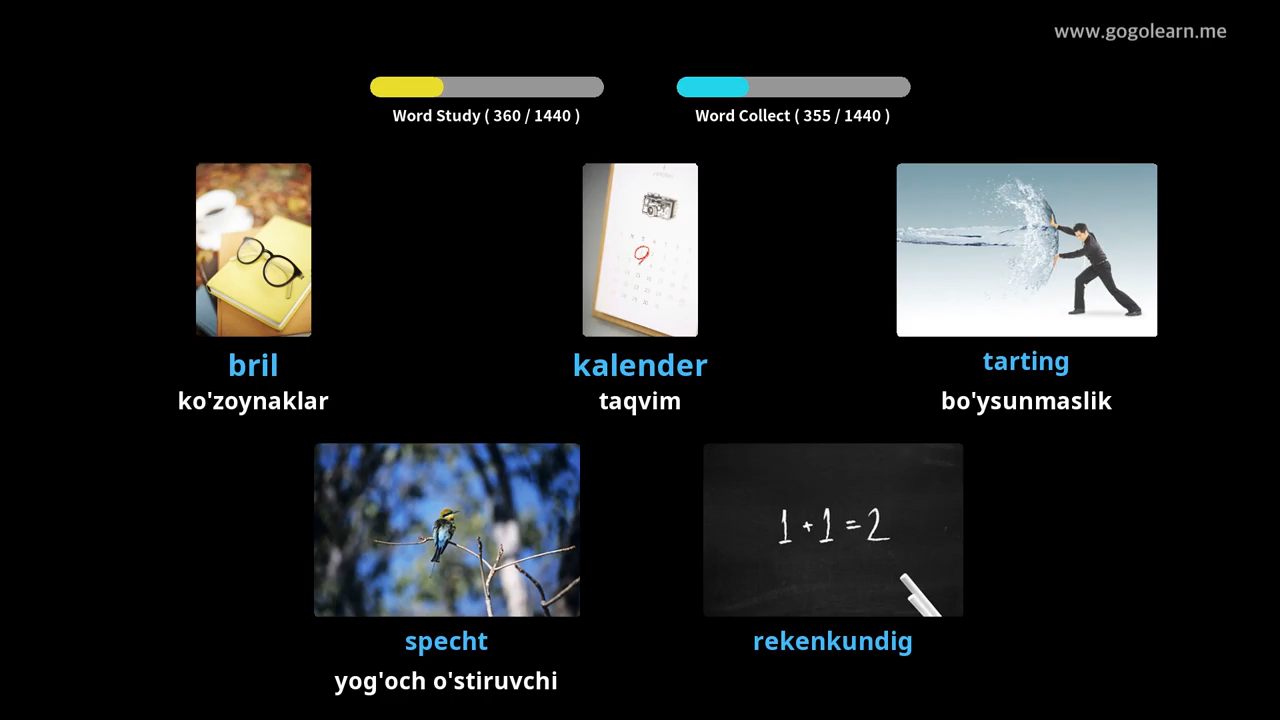 www.gogolearn.me
Word Study ( 360 / 1440 )
Word Collect ( 355 / 1440 )
9
bril
ko'zoynaklar
kalender
taqvim
tarting
bo'ysunmaslik
1 + 1 = 2
specht
yog'och o'stiruvchi
rekenkundig